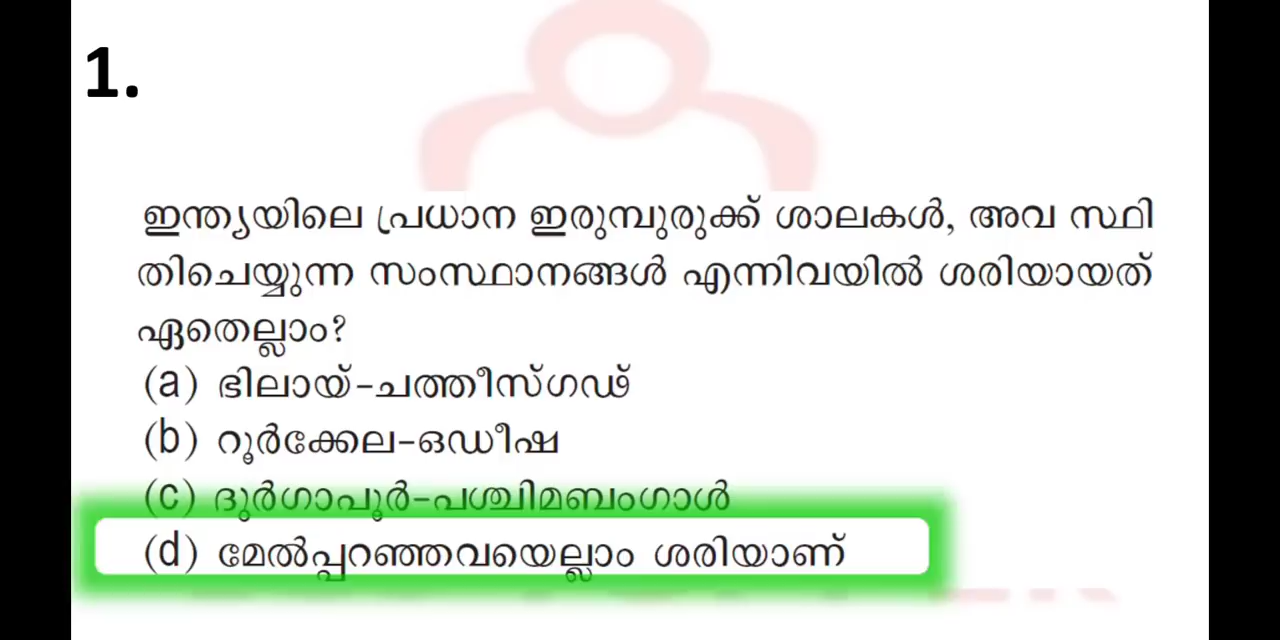 1.
ഇന്ത്യയിലെ പ്രധാന ഇരുമ്പുരുക്ക് ശാലകൾ, അവ സ്ഥി
തിചെയ്യുന്ന സംസ്ഥാനങ്ങൾ എന്നിവയിൽ ശരിയായത്
ഏതെല്ലാം?
(a) ഭിലായ്-ചത്തീസ്ഗഢ്
(b) റൂർക്കേല-ഒഡീഷ
(c) ദുർഗാപൂർ-പശ്ചിമബംഗാൾ
(d) മേൽപ്പറഞ്ഞവയെല്ലാം ശരിയാണ്